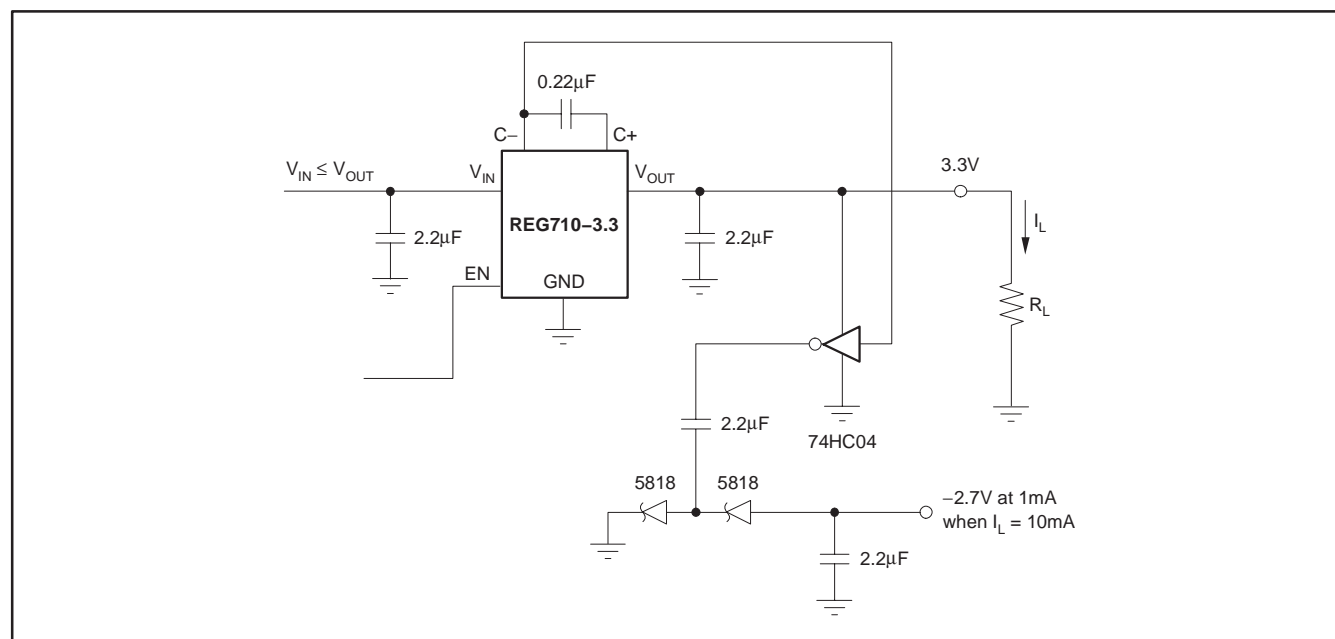 0.22μF
C− C+
V_IN ≤ V_OUT
V_IN
V_OUT
3.3V
REG710−3.3
2.2μF
2.2μF
I_L
EN
GND
R_L
2.2μF
74HC04
5818
5818
−2.7V at 1mA
when I_L = 10mA
2.2μF